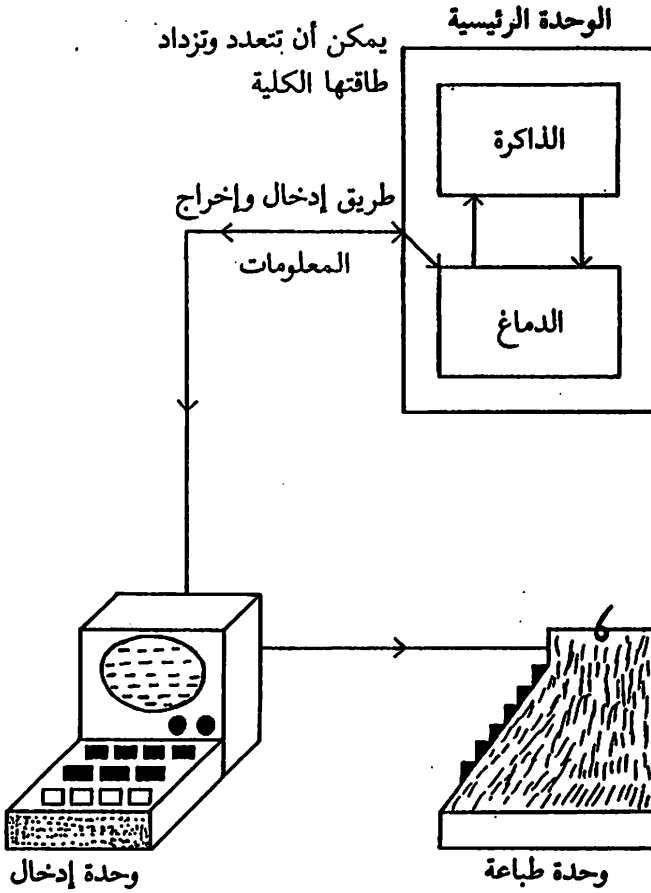 الوحدة الرئيسية
يمكن أن تتعدد وتزداد
طاقتها الكلية
الذاكرة
طريق إدخال وإخراج
المعلومات
الدماغ
وحدة إدخال
وحدة طباعة